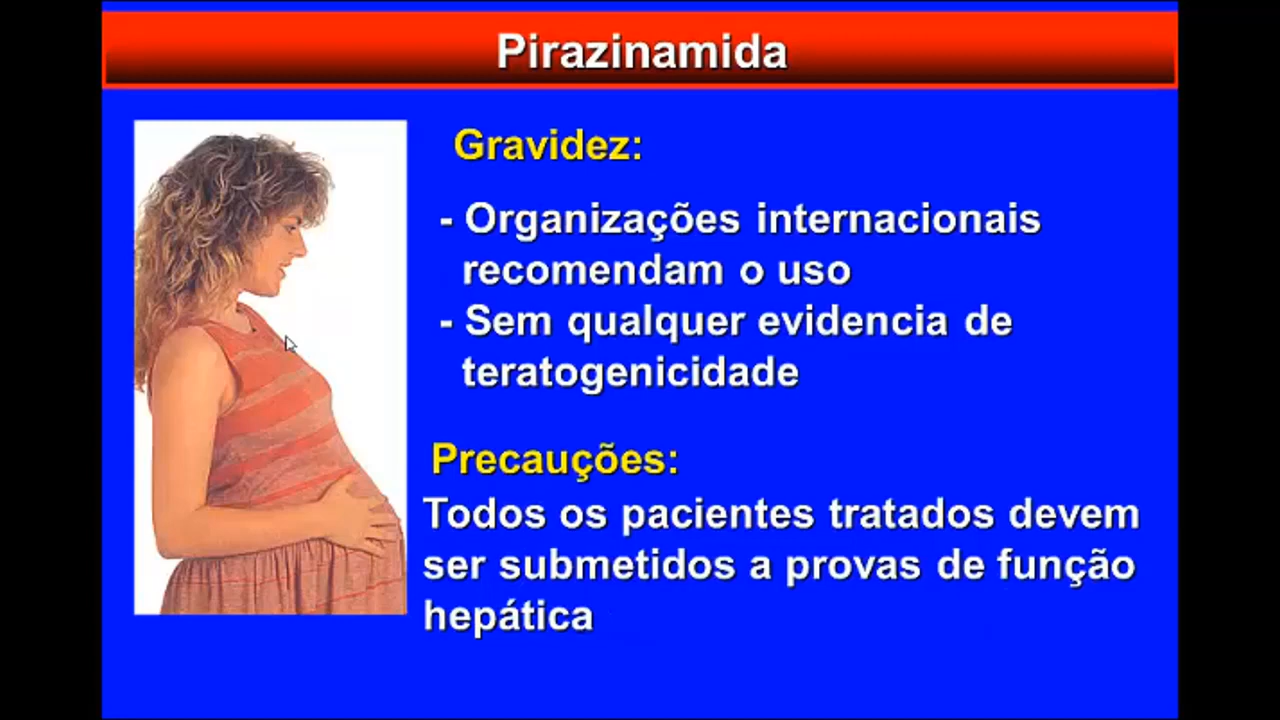 Pirazinamida
Gravidez:
- Organizações internacionais
recomendam o uso
- Sem qualquer evidencia de
teratogenicidade
Precauções:
Todos os pacientes tratados devem
ser submetidos a provas de função
hepática